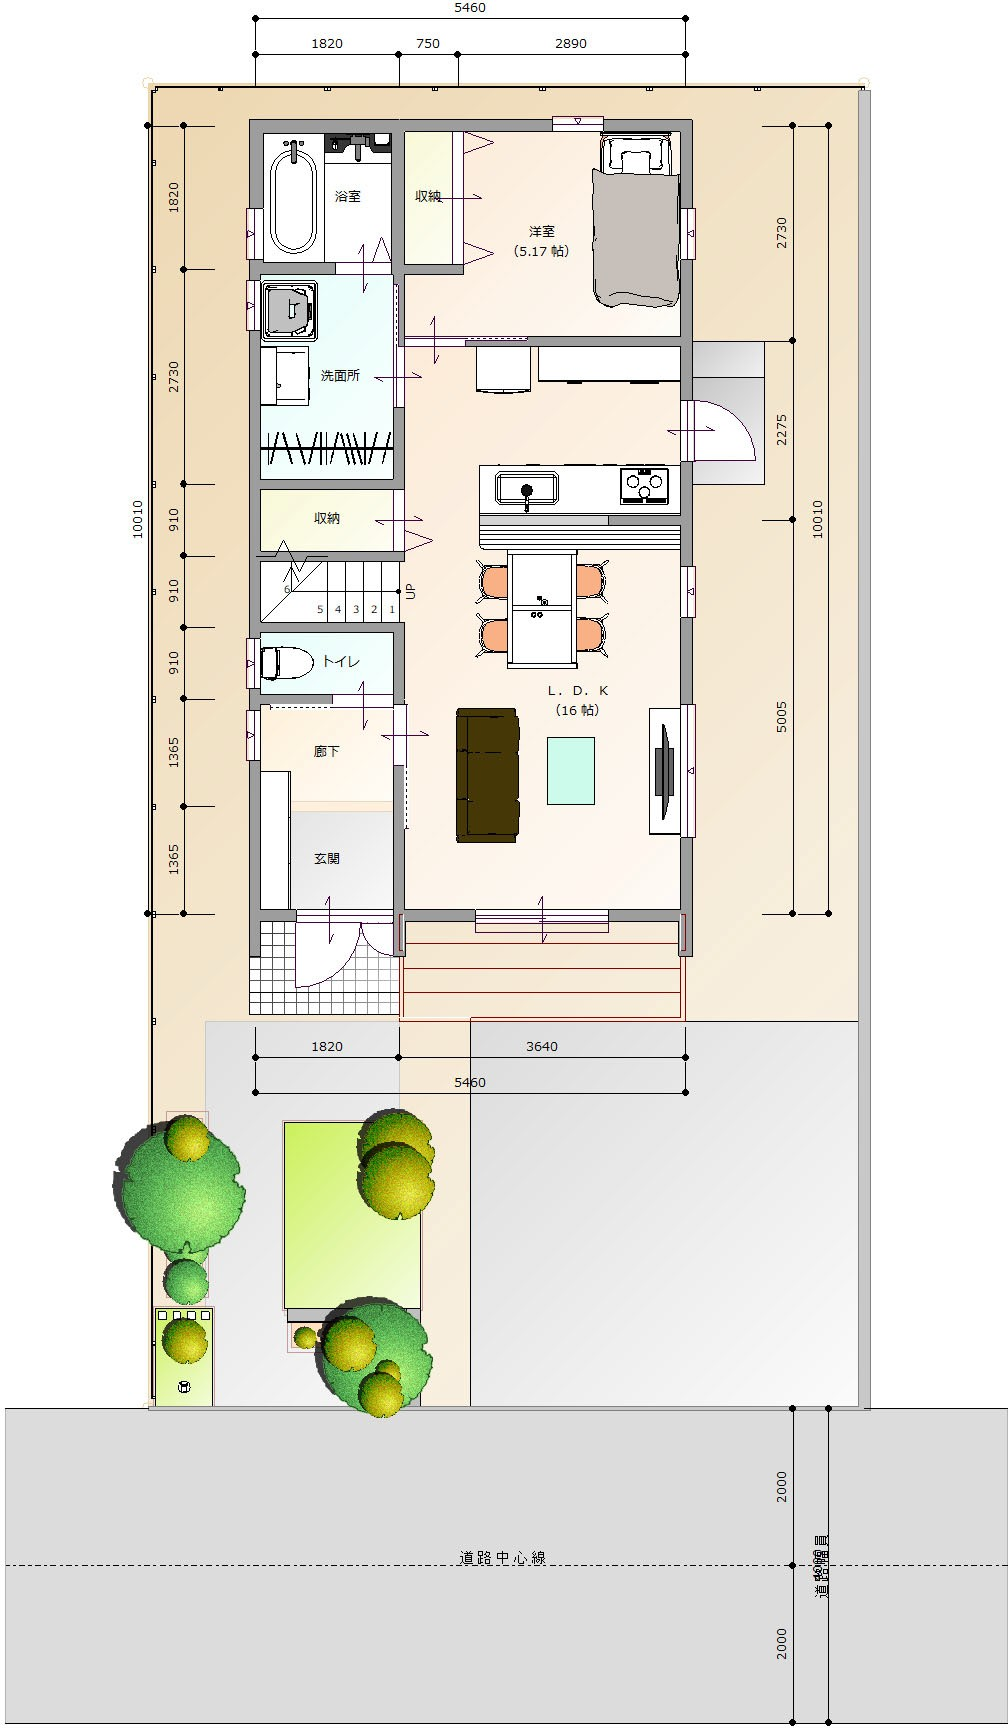 5460
1820
750
2890
1820
浴室
収納
洋室
（5.17 帖）
2730
2730
洗面所
2275
10010
910
収納
10010
910
6
5
4
3
2
1
UP
910
トイレ
L．D．K
（16 帖）
5005
1365
廊下
1365
玄関
1820
3640
5460
2000
道路中心線
道路幅員
2000